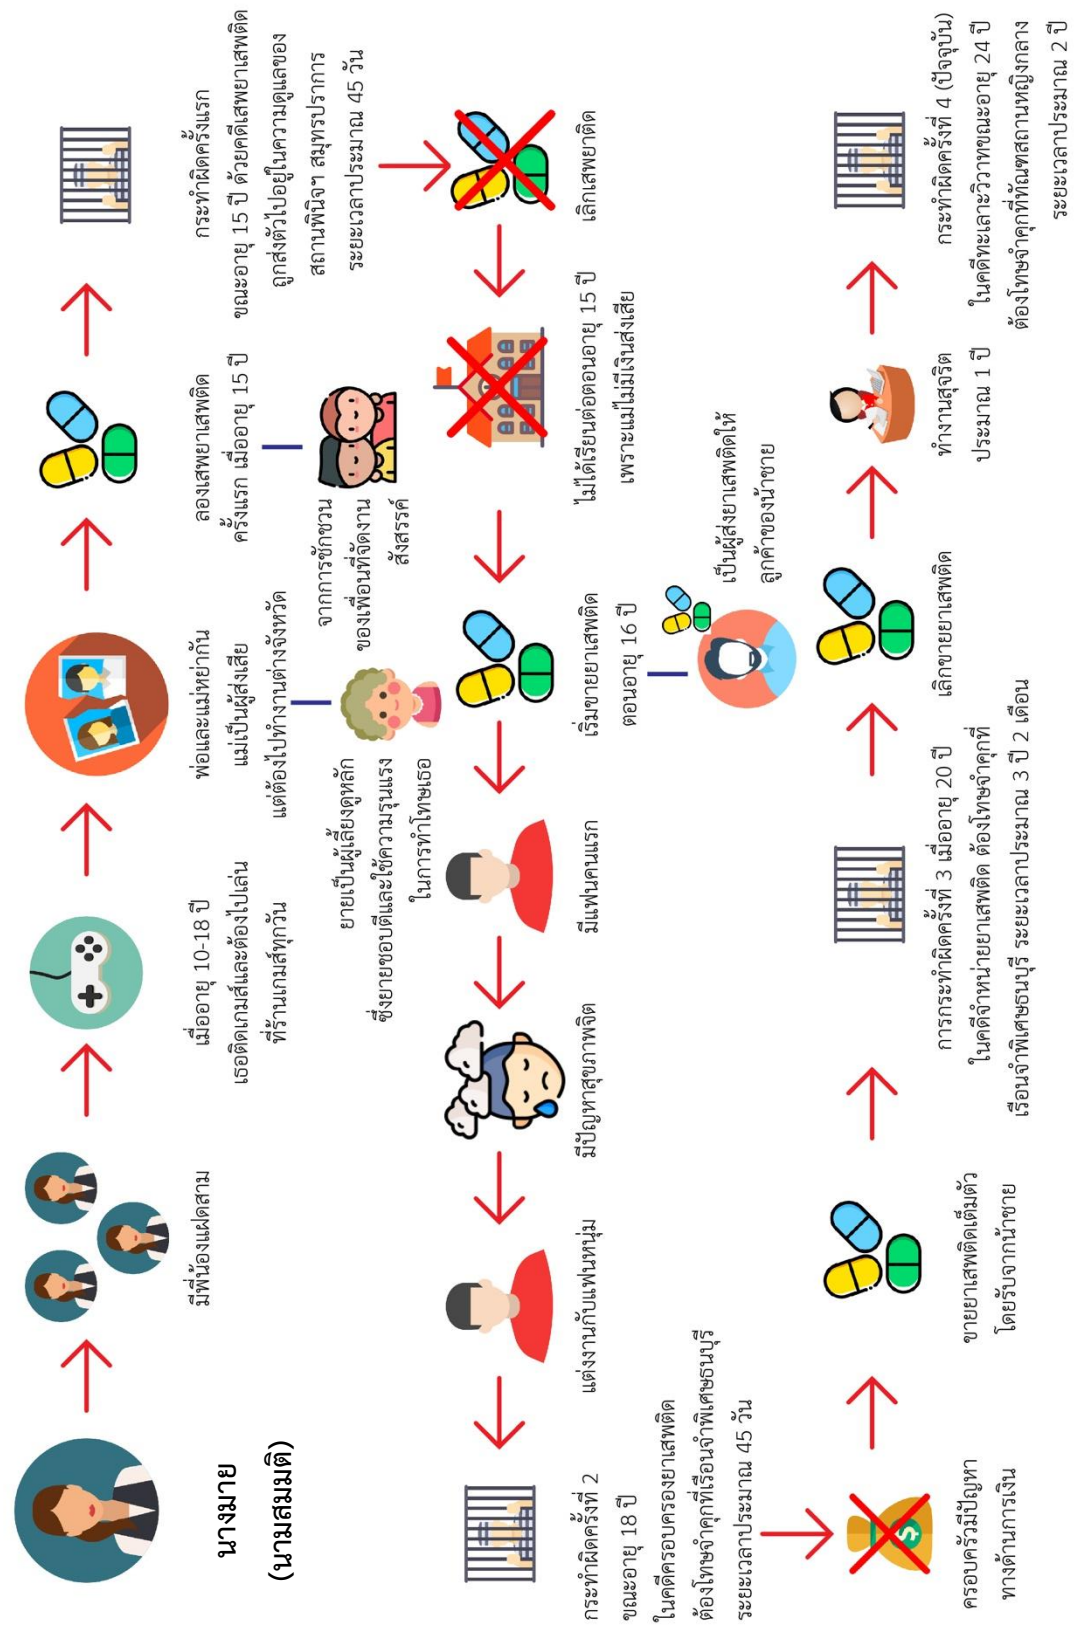 นางมาย
(นามสมมติ)
มีพี่น้องแฝดสาม
เมื่ออายุ 10-18 ปี
เธอติดเกมส์และต้องไปเล่น
ที่ร้านเกมส์ทุกวัน
พ่อและแม่หย่ากัน
แม่เป็นผู้ส่งเสีย
แต่ต้องไปทำงานต่างจังหวัด
ยายเป็นผู้เลี้ยงดูหลัก
ซึ่งยายชอบตีและใช้ความรุนแรง
ในการทำโทษเธอ
ลองเสพยาเสพติด
ครั้งแรก เมื่ออายุ 15 ปี
จากการชักชวน
ของเพื่อนที่จัดงาน
สังสรรค์
กระทำผิดครั้งแรก
ขณะอายุ 15 ปี ด้วยคดีเสพยาเสพติด
ถูกส่งตัวไปอยู่ในความดูแลของ
สถานพินิจฯ สมุทรปราการ
ระยะเวลาประมาณ 45 วัน
เลิกเสพยาติด
ไม่ได้เรียนต่อตอนอายุ 15 ปี
เพราะแม่ไม่มีเงินส่งเสีย
เริ่มขายยาเสพติด
ตอนอายุ 16 ปี
เป็นผู้ส่งยาเสพติดให้
ลูกค้าของน้าชาย
มีแฟนคนแรก
มีปัญหาสุขภาพจิต
แต่งงานกับแฟนหนุ่ม
กระทำผิดครั้งที่ 2
ขณะอายุ 18 ปี
ในคดีครอบครองยาเสพติด
ต้องโทษจำคุกที่เรือนจำพิเศษธนบุรี
ระยะเวลาประมาณ 45 วัน
ครอบครัวมีปัญหา
ทางด้านการเงิน
ขายยาเสพติดเต็มตัว
โดยรับจากน้าชาย
การกระทำผิดครั้งที่ 3 เมื่ออายุ 20 ปี
ในคดีจำหน่ายยาเสพติด ต้องโทษจำคุกที่
เรือนจำพิเศษธนบุรี ระยะเวลาประมาณ 3 ปี 2 เดือน
เลิกขายยาเสพติด
ทำงานสุจริต
ประมาณ 1 ปี
กระทำผิดครั้งที่ 4 (ปัจจุบัน)
ในคดีทะเลาะวิวาทขณะอายุ 24 ปี
ต้องโทษจำคุกที่ทัณฑสถานหญิงกลาง
ระยะเวลาประมาณ 2 ปี